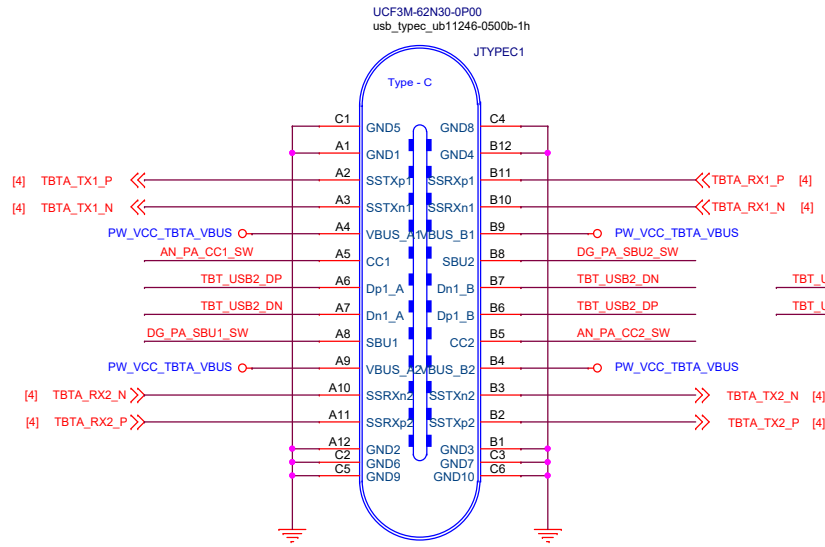 UCF3M-62N30-0P00
usb_typec_ub11246-0500b-1h
JTYPEC1
Type - C
C1 GND5 GND8 C4
A1 GND1 GND4 B12
[4] TBTA_TX1_P A2 SSTXp1 SSRXp1 B11 TBTA_RX1_P [4]
[4] TBTA_TX1_N A3 SSTXn1 SSRXn1 B10 TBTA_RX1_N [4]
PW_VCC_TBTA_VBUS A4 VBUS_A1 VBUS_B1 B9 PW_VCC_TBTA_VBUS
AN_PA_CC1_SW A5 CC1 SBU2 B8 DG_PA_SBU2_SW
TBT_USB2_DP A6 Dp1_A Dn1_B B7 TBT_USB2_DN TBT_U
TBT_USB2_DN A7 Dn1_A Dp1_B B6 TBT_USB2_DP TBT_U
DG_PA_SBU1_SW A8 SBU1 CC2 B5 AN_PA_CC2_SW
PW_VCC_TBTA_VBUS A9 VBUS_A2 VBUS_B2 B4 PW_VCC_TBTA_VBUS
[4] TBTA_RX2_N A10 SSRXn2 SSTXn2 B3 TBTA_TX2_N [4]
[4] TBTA_RX2_P A11 SSRXp2 SSTXp2 B2 TBTA_TX2_P [4]
A12 GND2 GND3 B1
C2 GND6 GND7 C3
C5 GND9 GND10 C6